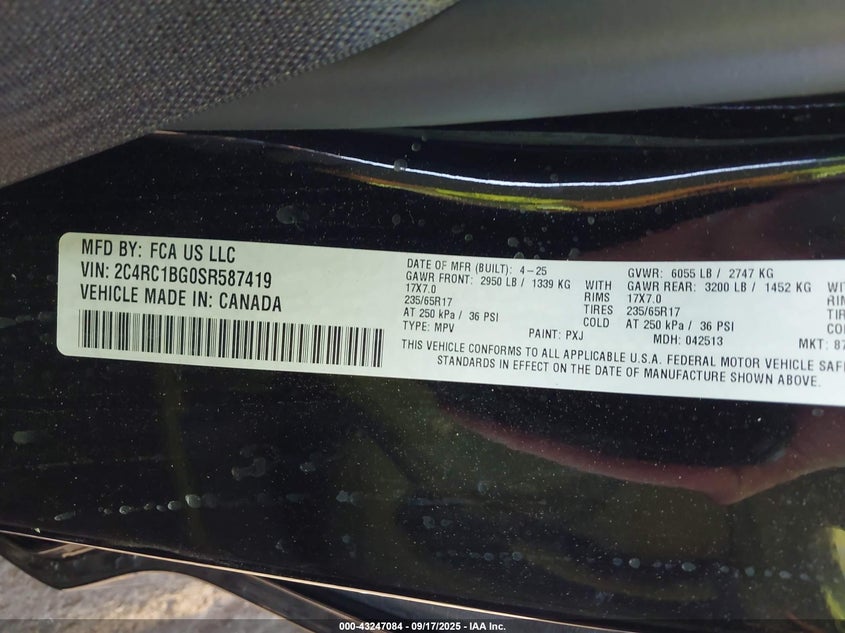 MFD BY: FCA US LLC
VIN: 2C4RC1BG0SR587419
VEHICLE MADE IN: CANADA
DATE OF MFR (BUILT): 4-25
GVWR: 6055 LB / 2747 KG
GAWR FRONT: 2950 LB / 1339 KG WITH GAWR REAR: 3200 LB / 1452 KG
17X7.0 RIMS 17X7.0
235/65R17 TIRES 235/65R17
AT 250 kPa / 36 PSI COLD AT 250 kPa / 36 PSI
TYPE: MPV PAINT: PXJ MDH: 042513 MKT: 
THIS VEHICLE CONFORMS TO ALL APPLICABLE U.S.A. FEDERAL MOTOR VEHICLE
STANDARDS IN EFFECT ON THE DATE OF MANUFACTURE SHOWN ABOVE.
000-43247084 - 09/17/2025 - IAA Inc.